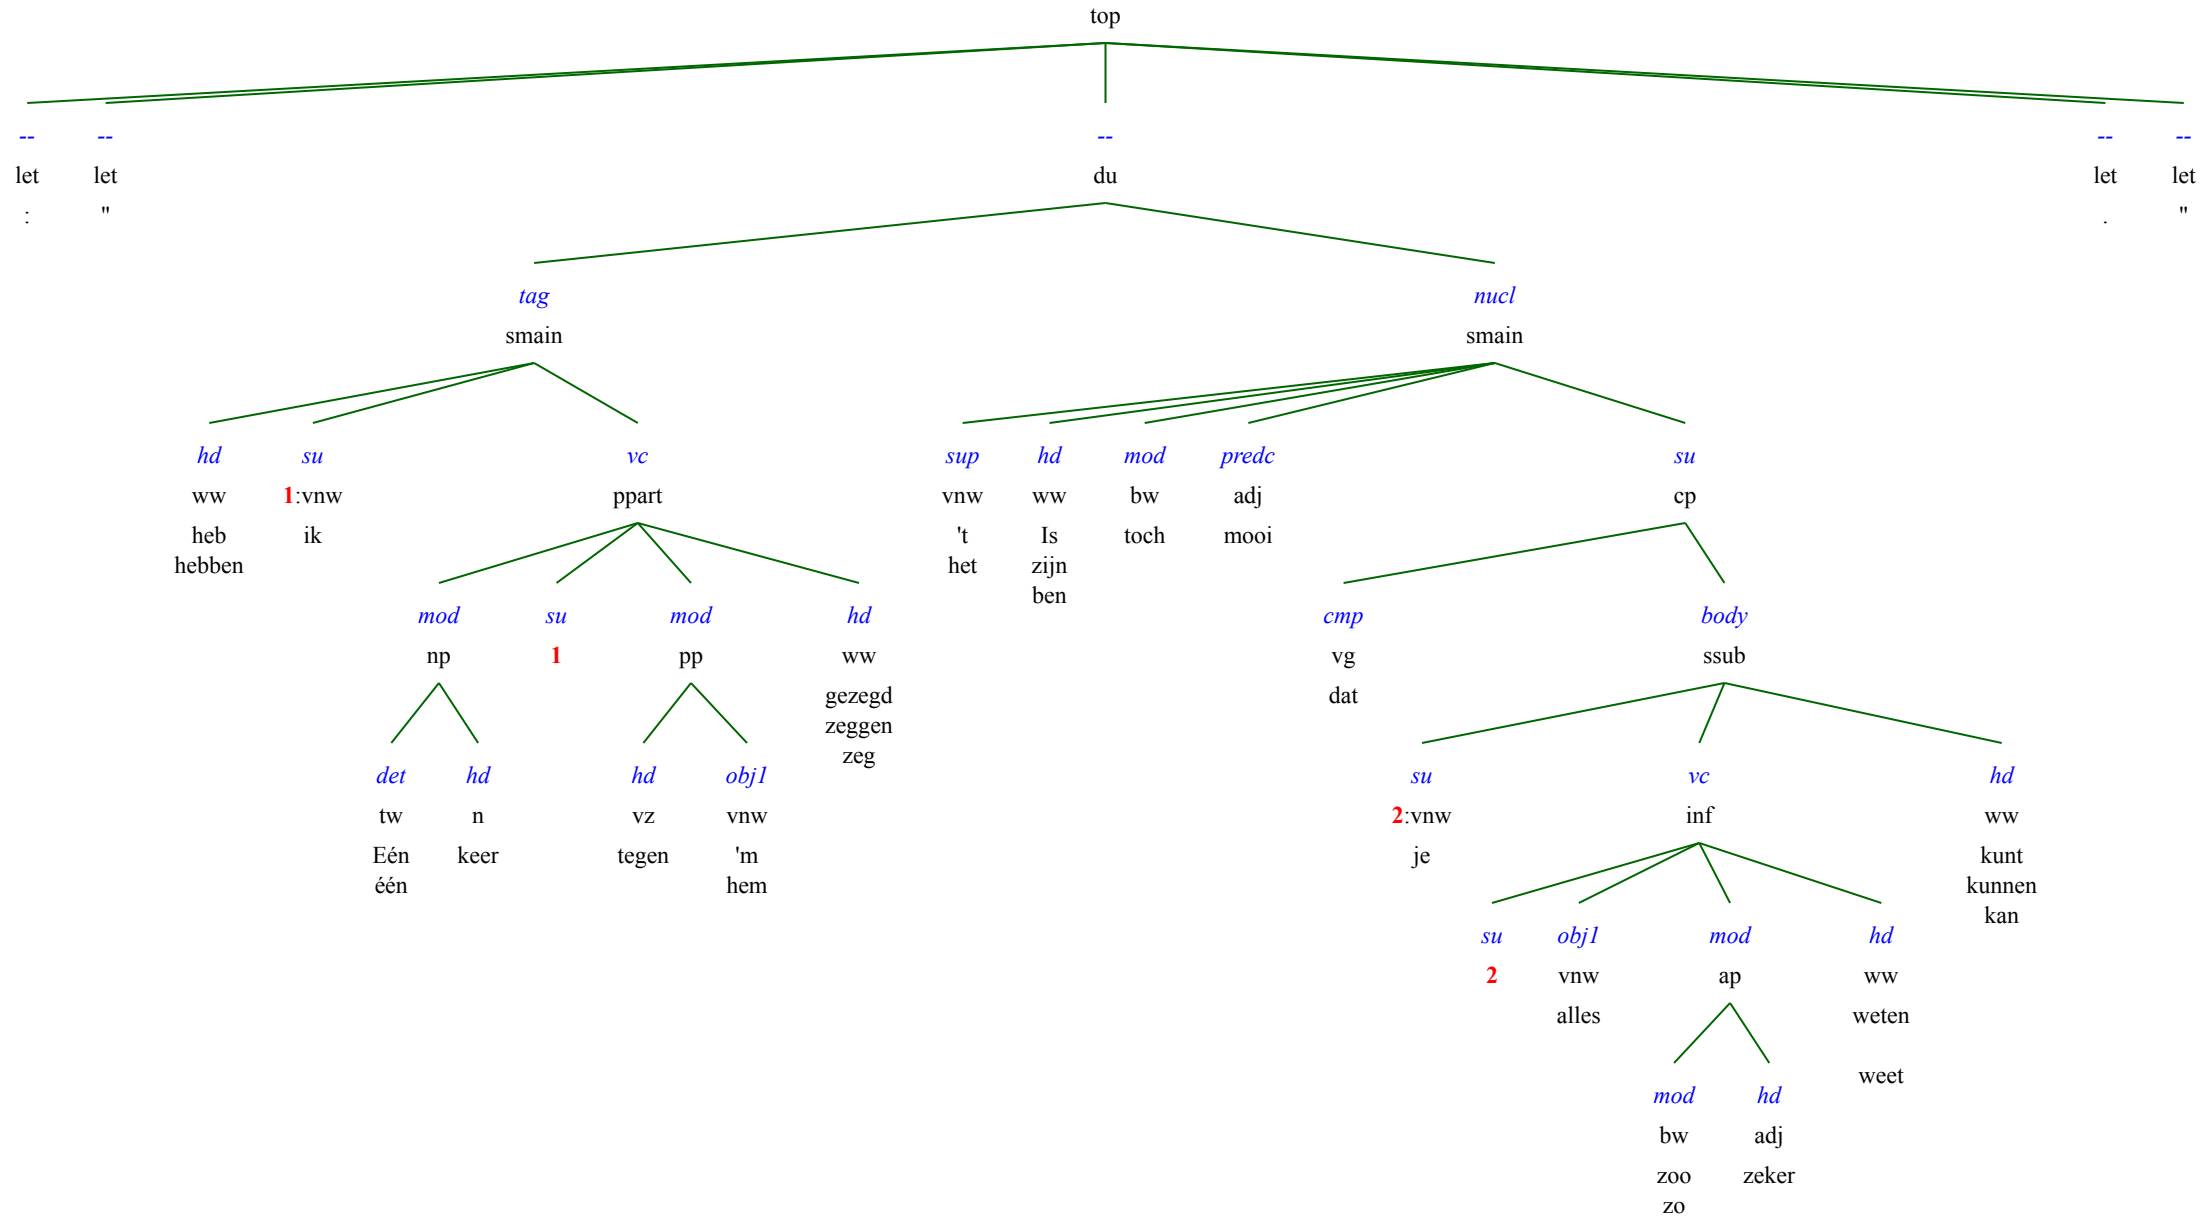 top
-- -- -- -- --
let let du let let
: " . "
tag nucl
smain smain
hd su vc sup hd mod predc su
ww 1:vnw ppart vnw ww bw adj cp
heb ik 't Is toch mooi
hebben het zijn
ben
mod su mod hd cmp body
np 1 pp ww vg ssub
gezegd dat
zeggen
zeg
det hd hd obj1 su vc hd
tw n vz vnw 2:vnw inf ww
Eén keer tegen 'm je kunt
één hem kunnen
kan
su obj1 mod hd
2 vnw ap ww
alles weten
weet
mod hd
bw adj
zoo zeker
zo